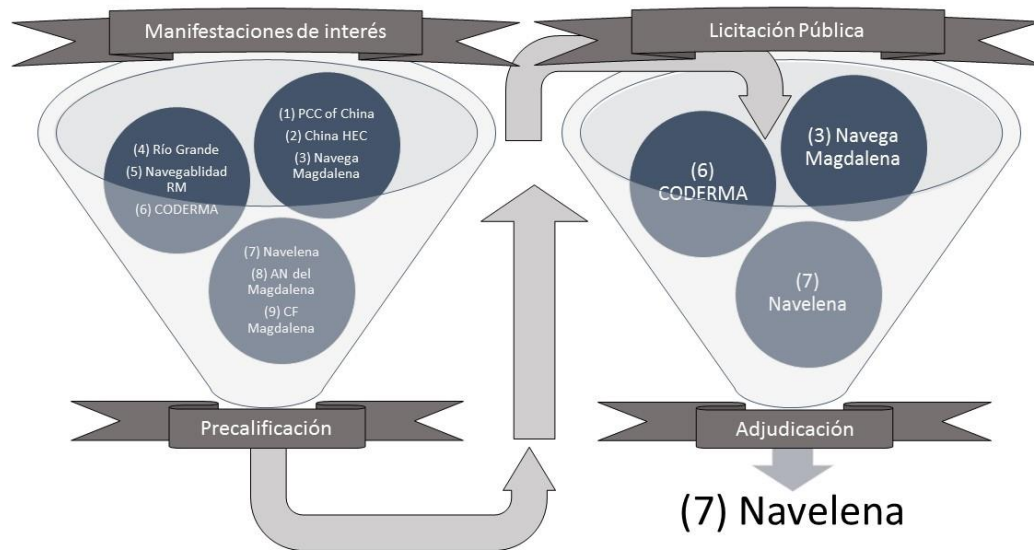 Manifestaciones de interés
(1) PCC of China
(2) China HEC
(3) Navega
Magdalena
(4) Río Grande
(5) Navegablidad
RM
(6) CODERMA
(7) Navelena
(8) AN del
Magdalena
(9) CF
Magdalena
Precalificación
Licitación Pública
(3) Navega
Magdalena
(6)
CODERMA
(7)
Navelena
Adjudicación
(7) Navelena